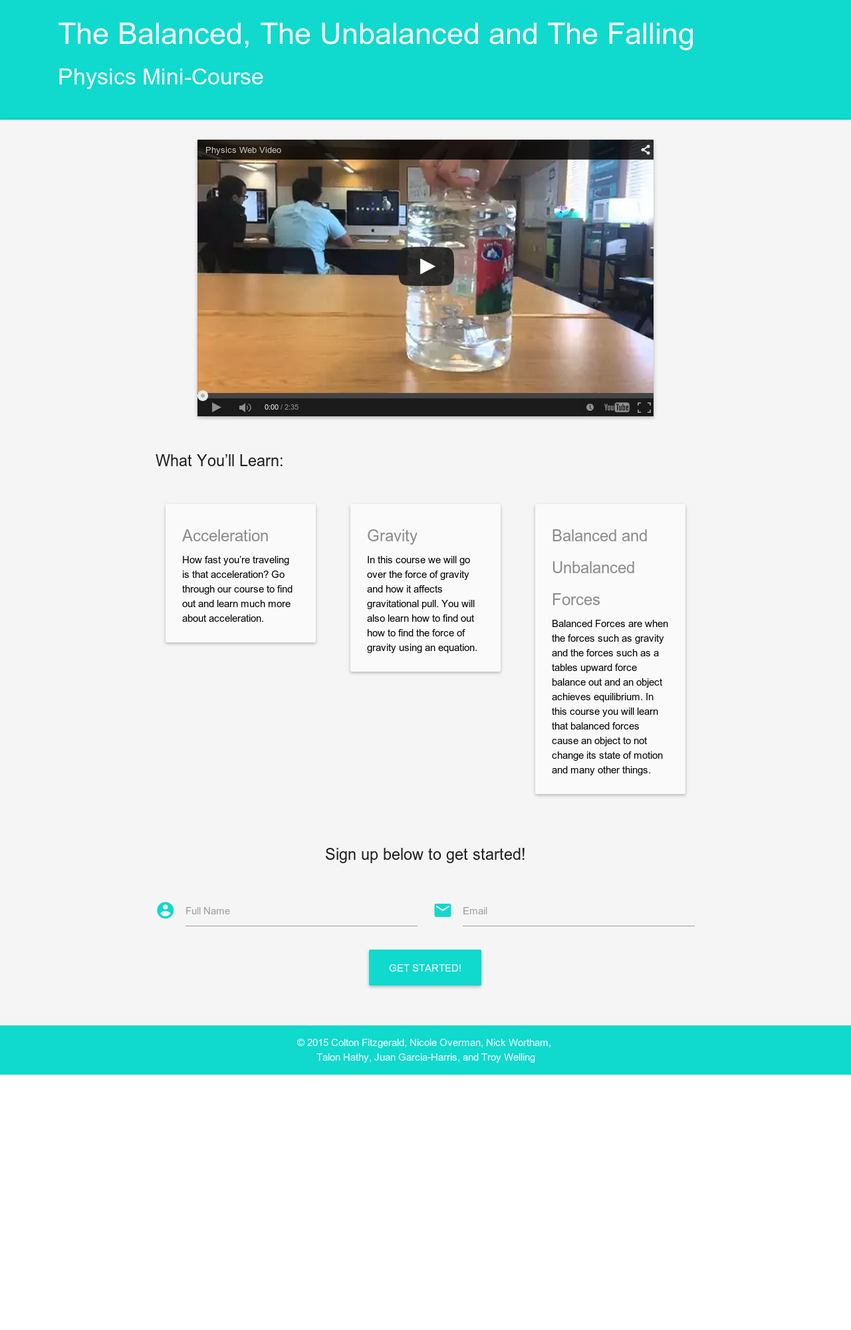 The Balanced, The Unbalanced and The Falling
Physics Mini-Course
Physics Web Video
0:00 / 2:35
YouTube
What You’ll Learn:
Acceleration
How fast you’re traveling
is that acceleration? Go
through our course to find
out and learn much more
about acceleration.
Gravity
In this course we will go
over the force of gravity
and how it affects
gravitational pull. You will
also learn how to find out
how to find the force of
gravity using an equation.
Balanced and
Unbalanced
Forces
Balanced Forces are when
the forces such as gravity
and the forces such as a
tables upward force
balance out and an object
achieves equilibrium. In
this course you will learn
that balanced forces
cause an object to not
change its state of motion
and many other things.
Sign up below to get started!
Full Name
Email
GET STARTED!
© 2015 Colton Fitzgerald, Nicole Overman, Nick Wortham,
Talon Hathy, Juan Garcia-Harris, and Troy Welling